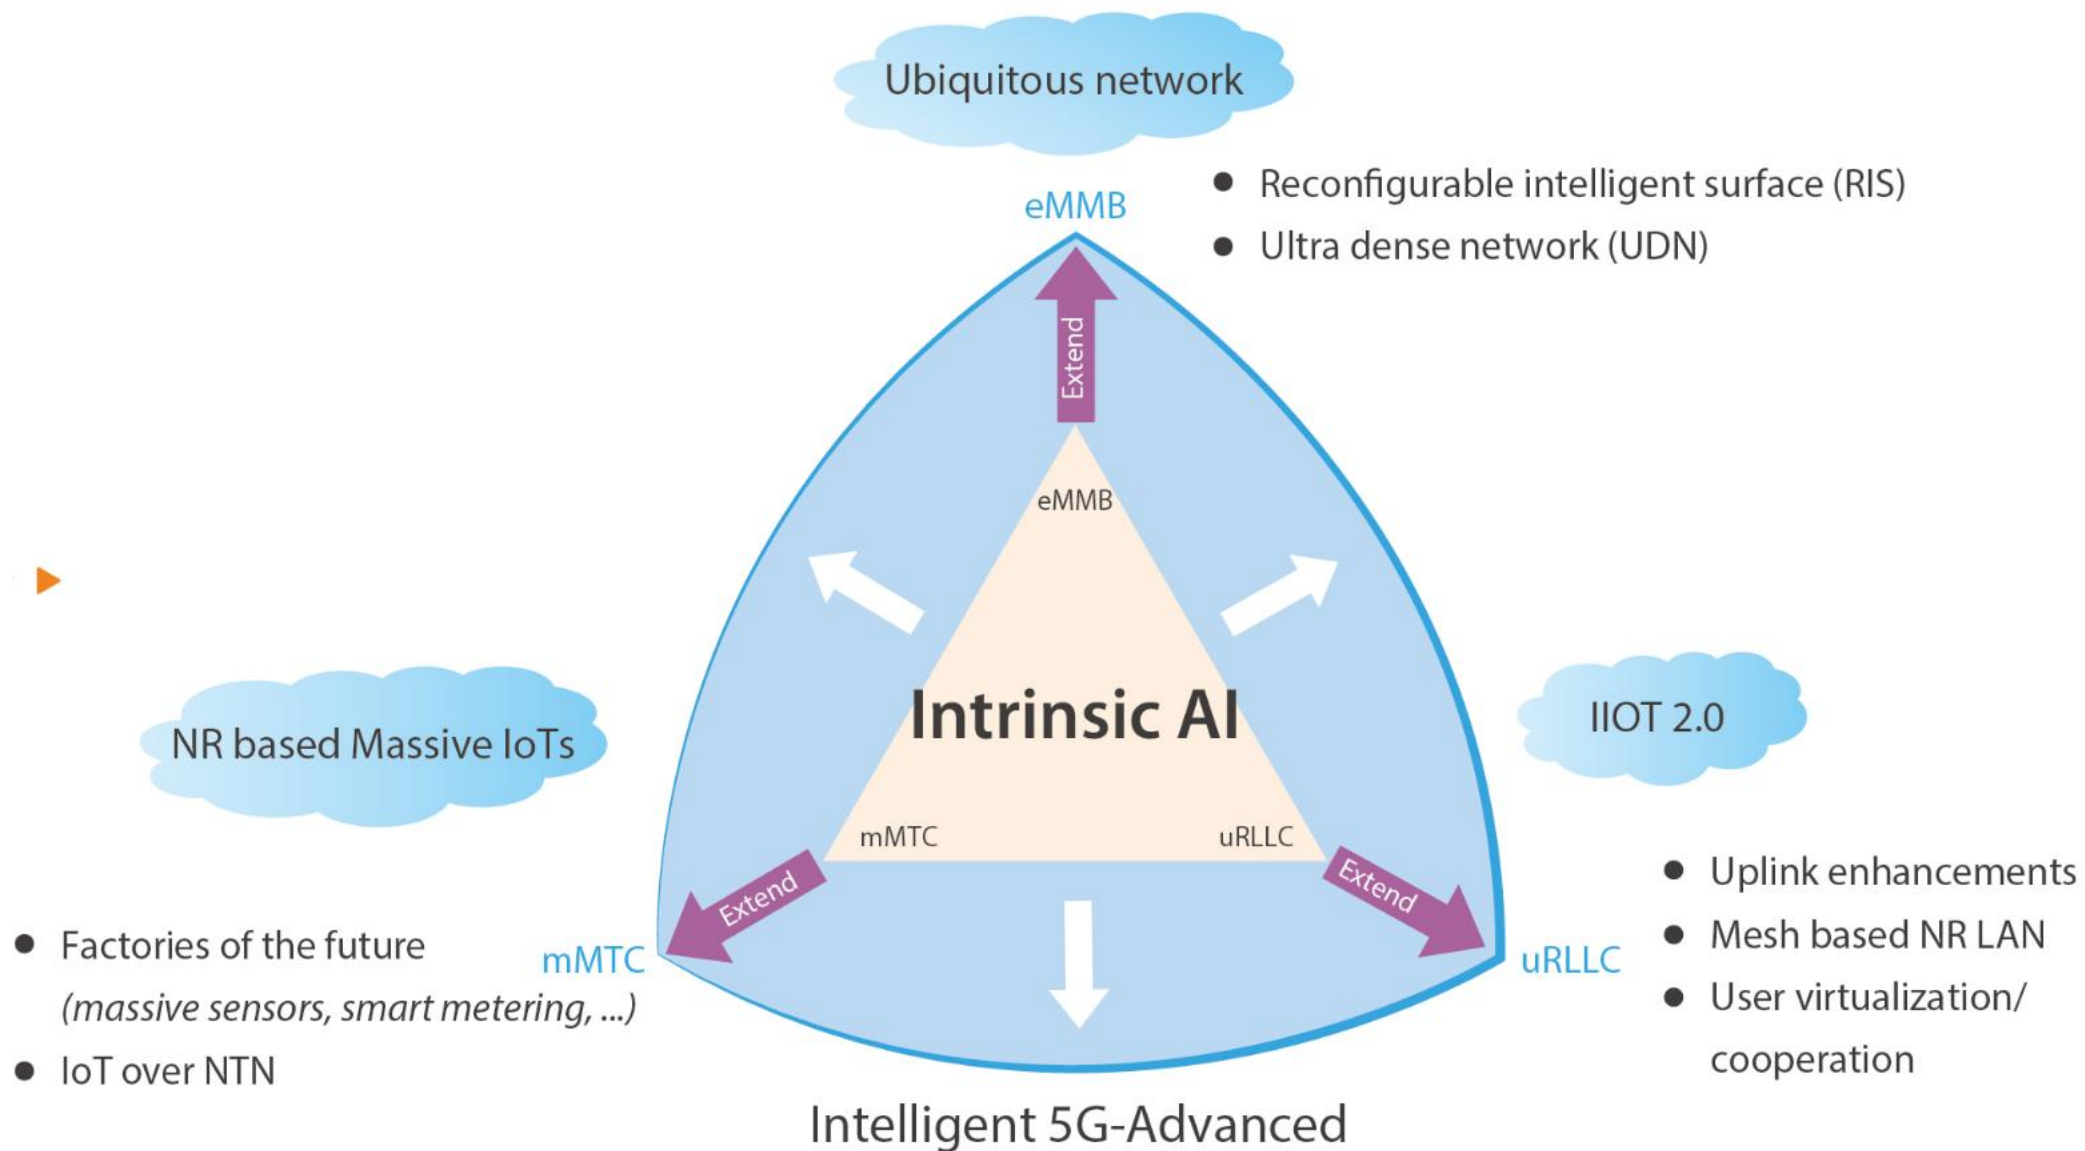 Ubiquitous network
eMMB
● Reconfigurable intelligent surface (RIS)
● Ultra dense network (UDN)
Extend
eMMB
Intrinsic AI
mMTC
uRLLC
NR based Massive IoTs
IIOT 2.0
Extend
Extend
mMTC
uRLLC
● Factories of the future
(massive sensors, smart metering, ...)
● IoT over NTN
● Uplink enhancements
● Mesh based NR LAN
● User virtualization/
cooperation
Intelligent 5G-Advanced